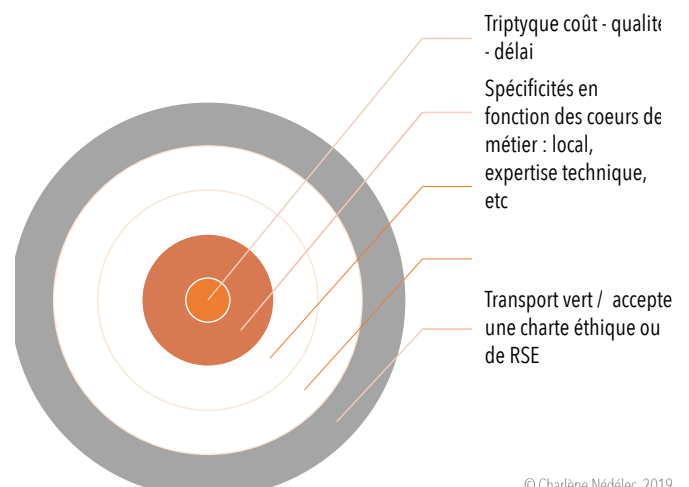 Triptyque coût - qualité
- délai
Spécificités en
fonction des coeurs de
métier : local,
expertise technique,
etc
Transport vert / accepte
une charte éthique ou
de RSE
© Charlène Nédélec, 2019